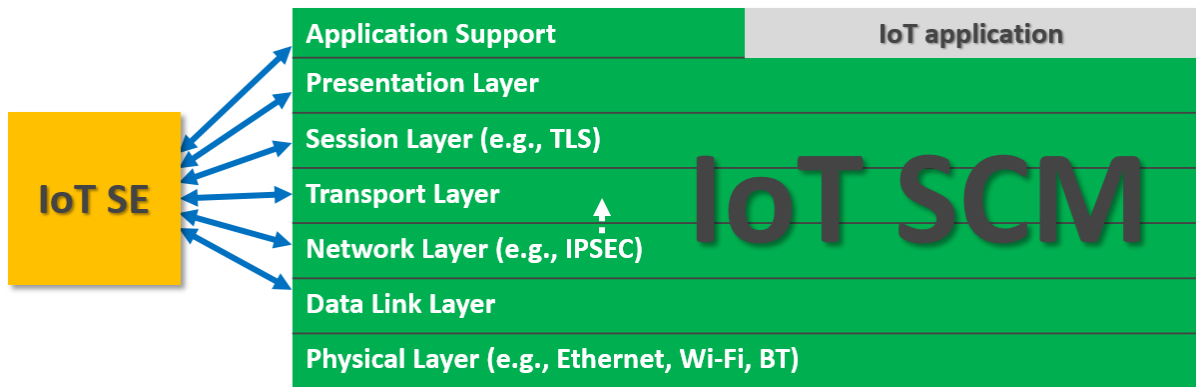 Application Support
IoT application
Presentation Layer
Session Layer (e.g., TLS)
IoT SE
Transport Layer
IoT SCM
Network Layer (e.g., IPSEC)
Data Link Layer
Physical Layer (e.g., Ethernet, Wi-Fi, BT)